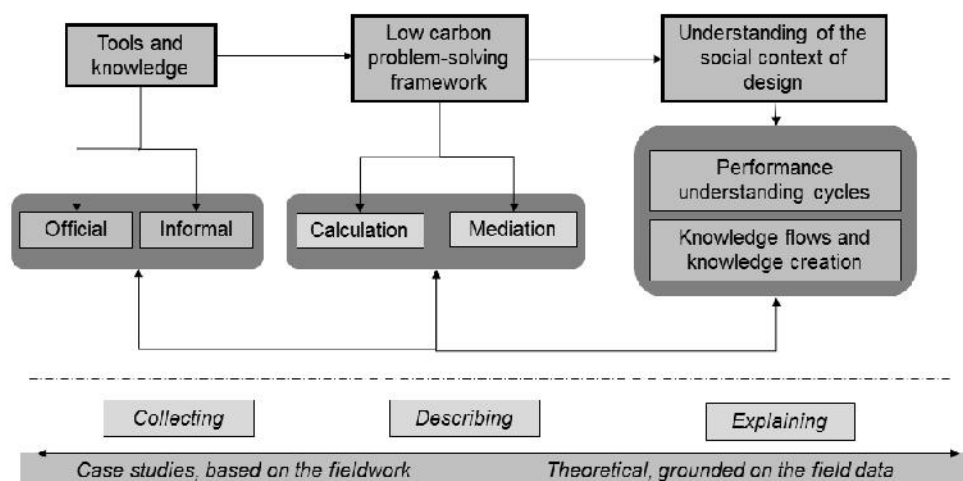 Tools and
knowledge
Low carbon
problem-solving
framework
Understanding of the
social context of
design
Official
Informal
Calculation
Mediation
Performance
understanding cycles
Knowledge flows and
knowledge creation
Collecting
Describing
Explaining
Case studies, based on the fieldwork
Theoretical, grounded on the field data